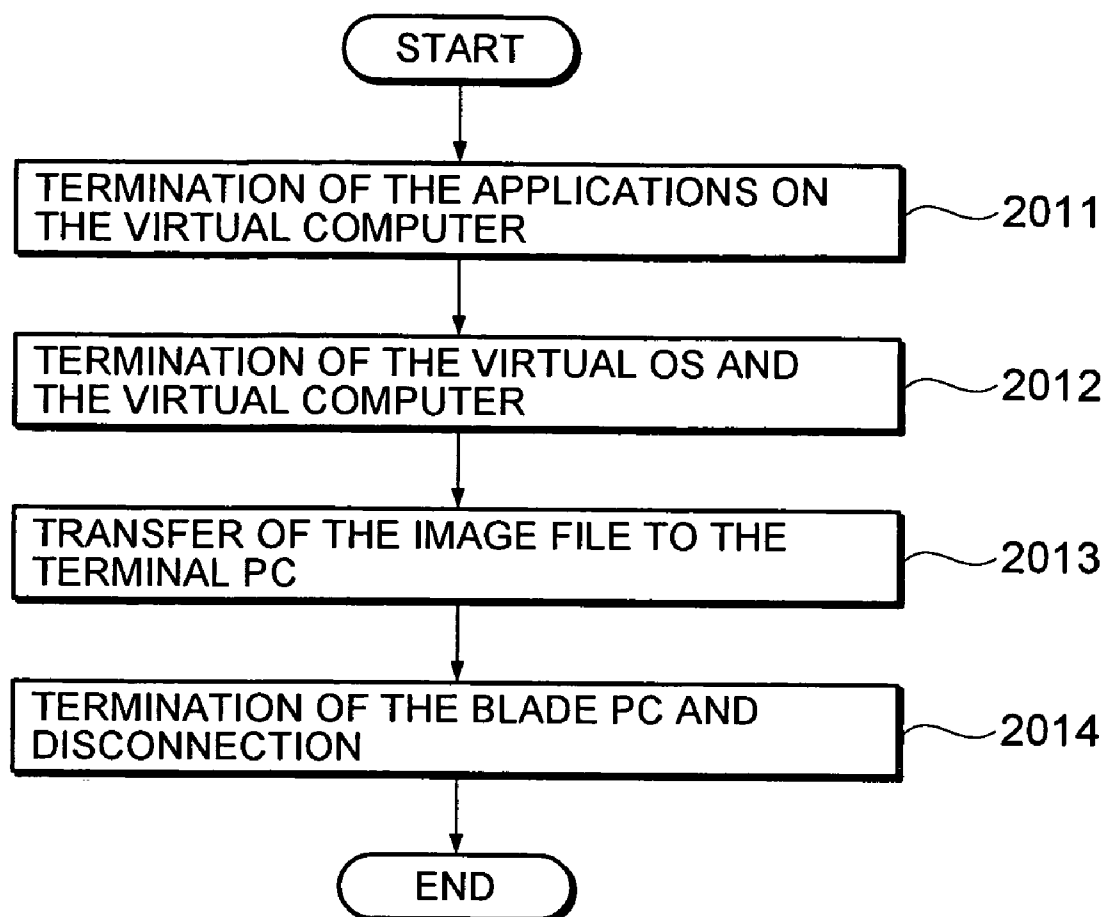 START
TERMINATION OF THE APPLICATIONS ON
THE VIRTUAL COMPUTER
2011
TERMINATION OF THE VIRTUAL OS AND
THE VIRTUAL COMPUTER
2012
TRANSFER OF THE IMAGE FILE TO THE
TERMINAL PC
2013
TERMINATION OF THE BLADE PC AND
DISCONNECTION
2014
END